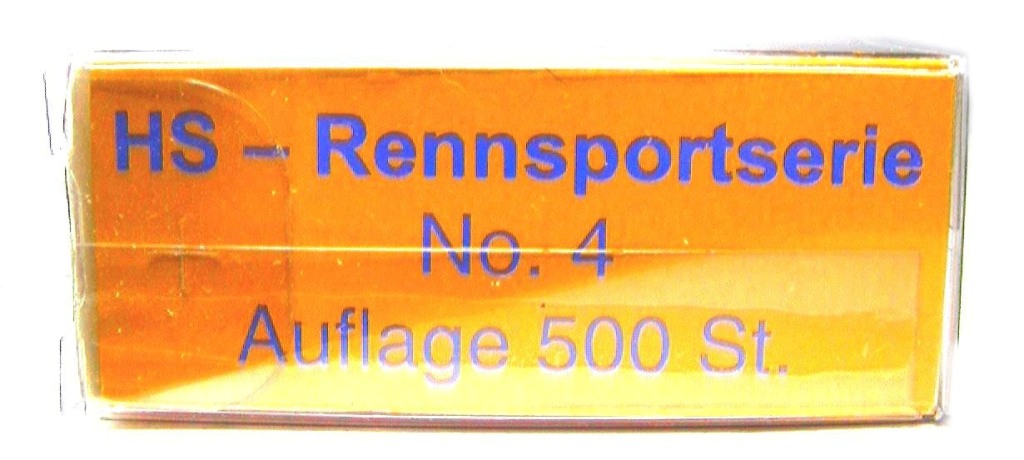 HS – Rennsportserie
No. 4
Auflage 500 St.